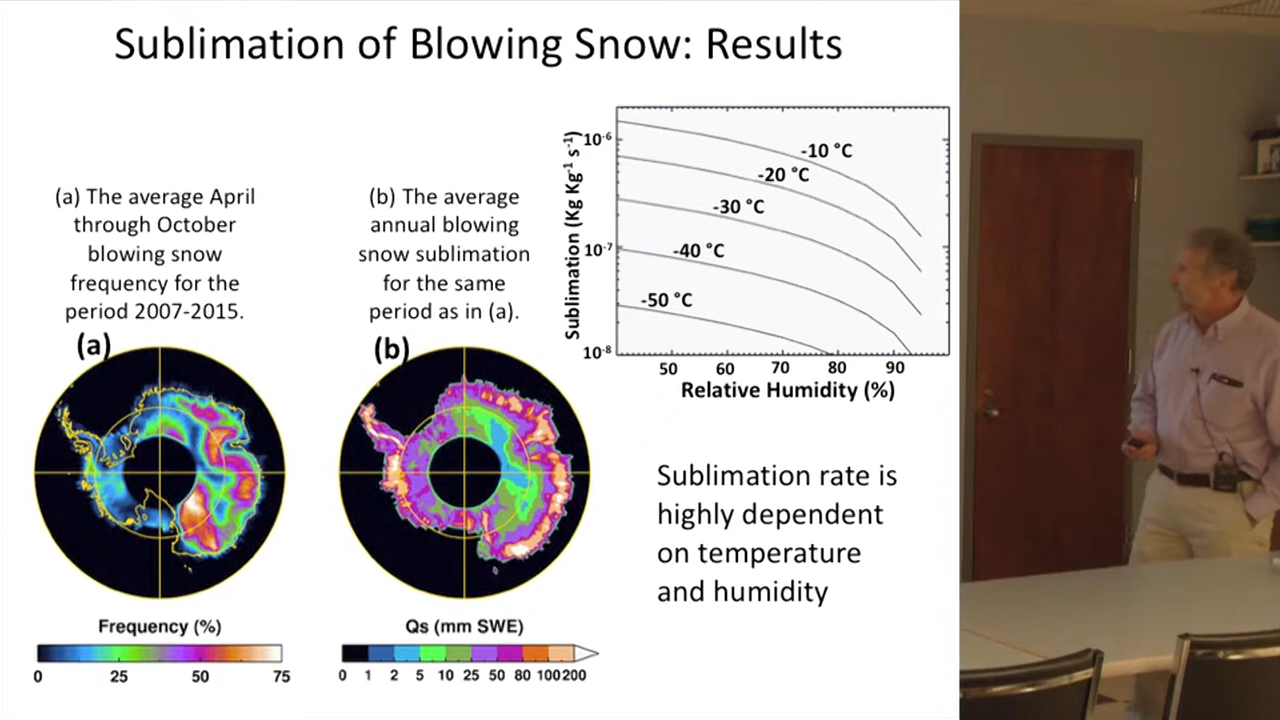 Sublimation of Blowing Snow: Results
(a) The average April
through October
blowing snow
frequency for the
period 2007-2015.
(b) The average
annual blowing
snow sublimation
for the same
period as in (a).
(a)
(b)
Frequency (%)
0 25 50 75
Qs (mm SWE)
0 1 2 5 10 25 50 80 100 200
Sublimation (Kg Kg⁻¹ s⁻¹)
10⁻⁶
10⁻⁷
10⁻⁸
-10 °C
-20 °C
-30 °C
-40 °C
-50 °C
50 60 70 80 90
Relative Humidity (%)
Sublimation rate is
highly dependent
on temperature
and humidity